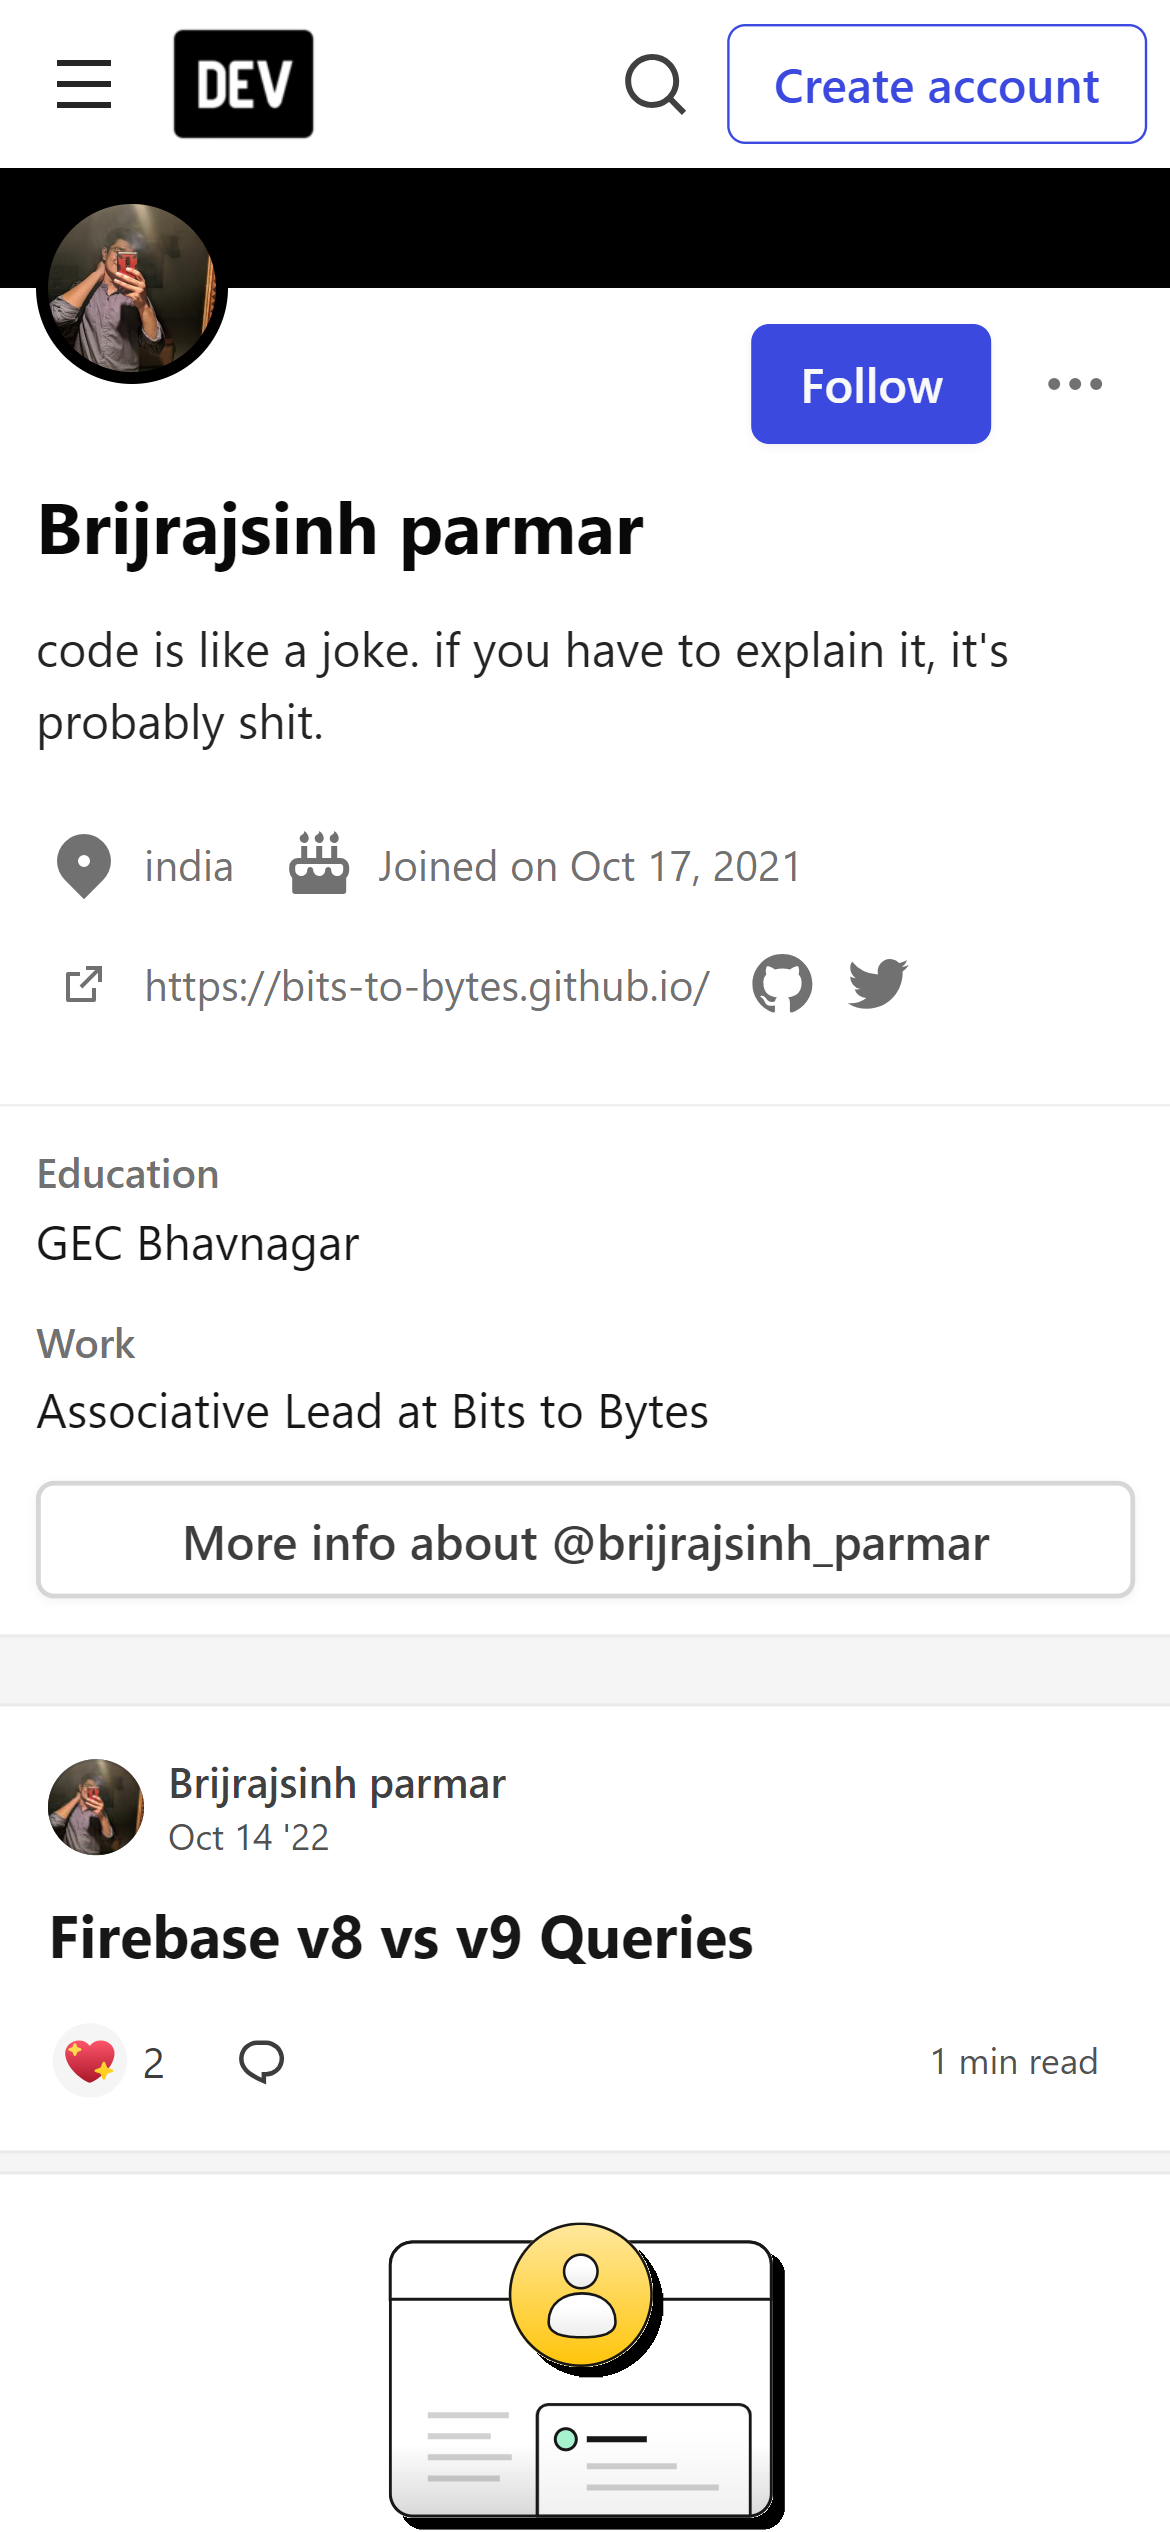 DEV
Create account
Follow
Brijrajsinh parmar
code is like a joke. if you have to explain it, it's
probably shit.
india
Joined on Oct 17, 2021
https://bits-to-bytes.github.io/
Education
GEC Bhavnagar
Work
Associative Lead at Bits to Bytes
More info about @brijrajsinh_parmar
Brijrajsinh parmar
Oct 14 '22
Firebase v8 vs v9 Queries
2
1 min read